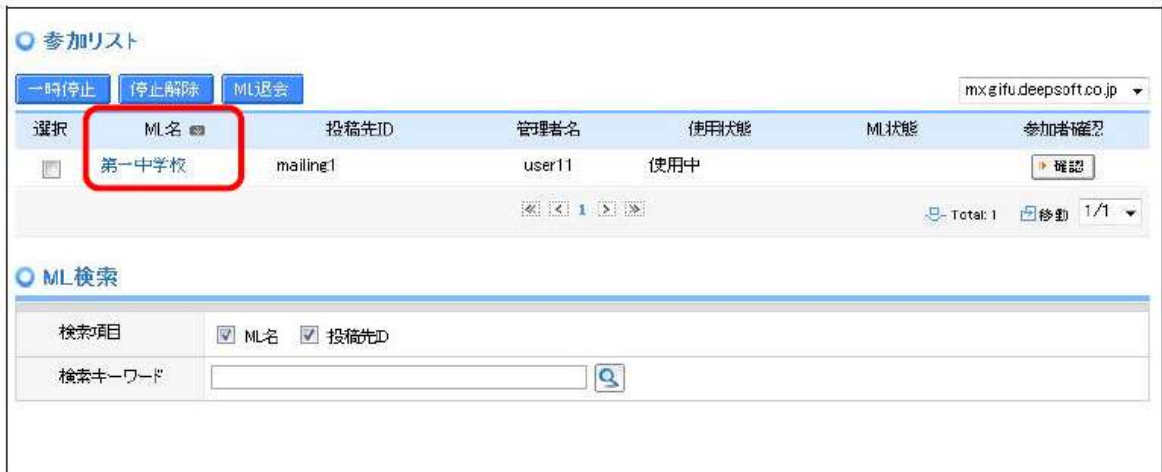 参加リスト
一時停止 停止解除 ML退会 mx.gifu.deepsoft.co.jp
選択 ML名 投稿先ID 管理者名 使用状態 ML状態 参加者確認
第一中学校 mailing1 user11 使用中 確認
≪ < 1 > ≫ Total: 1 移動 1/1
ML検索
検索項目 ML名 投稿先ID
検索キーワード